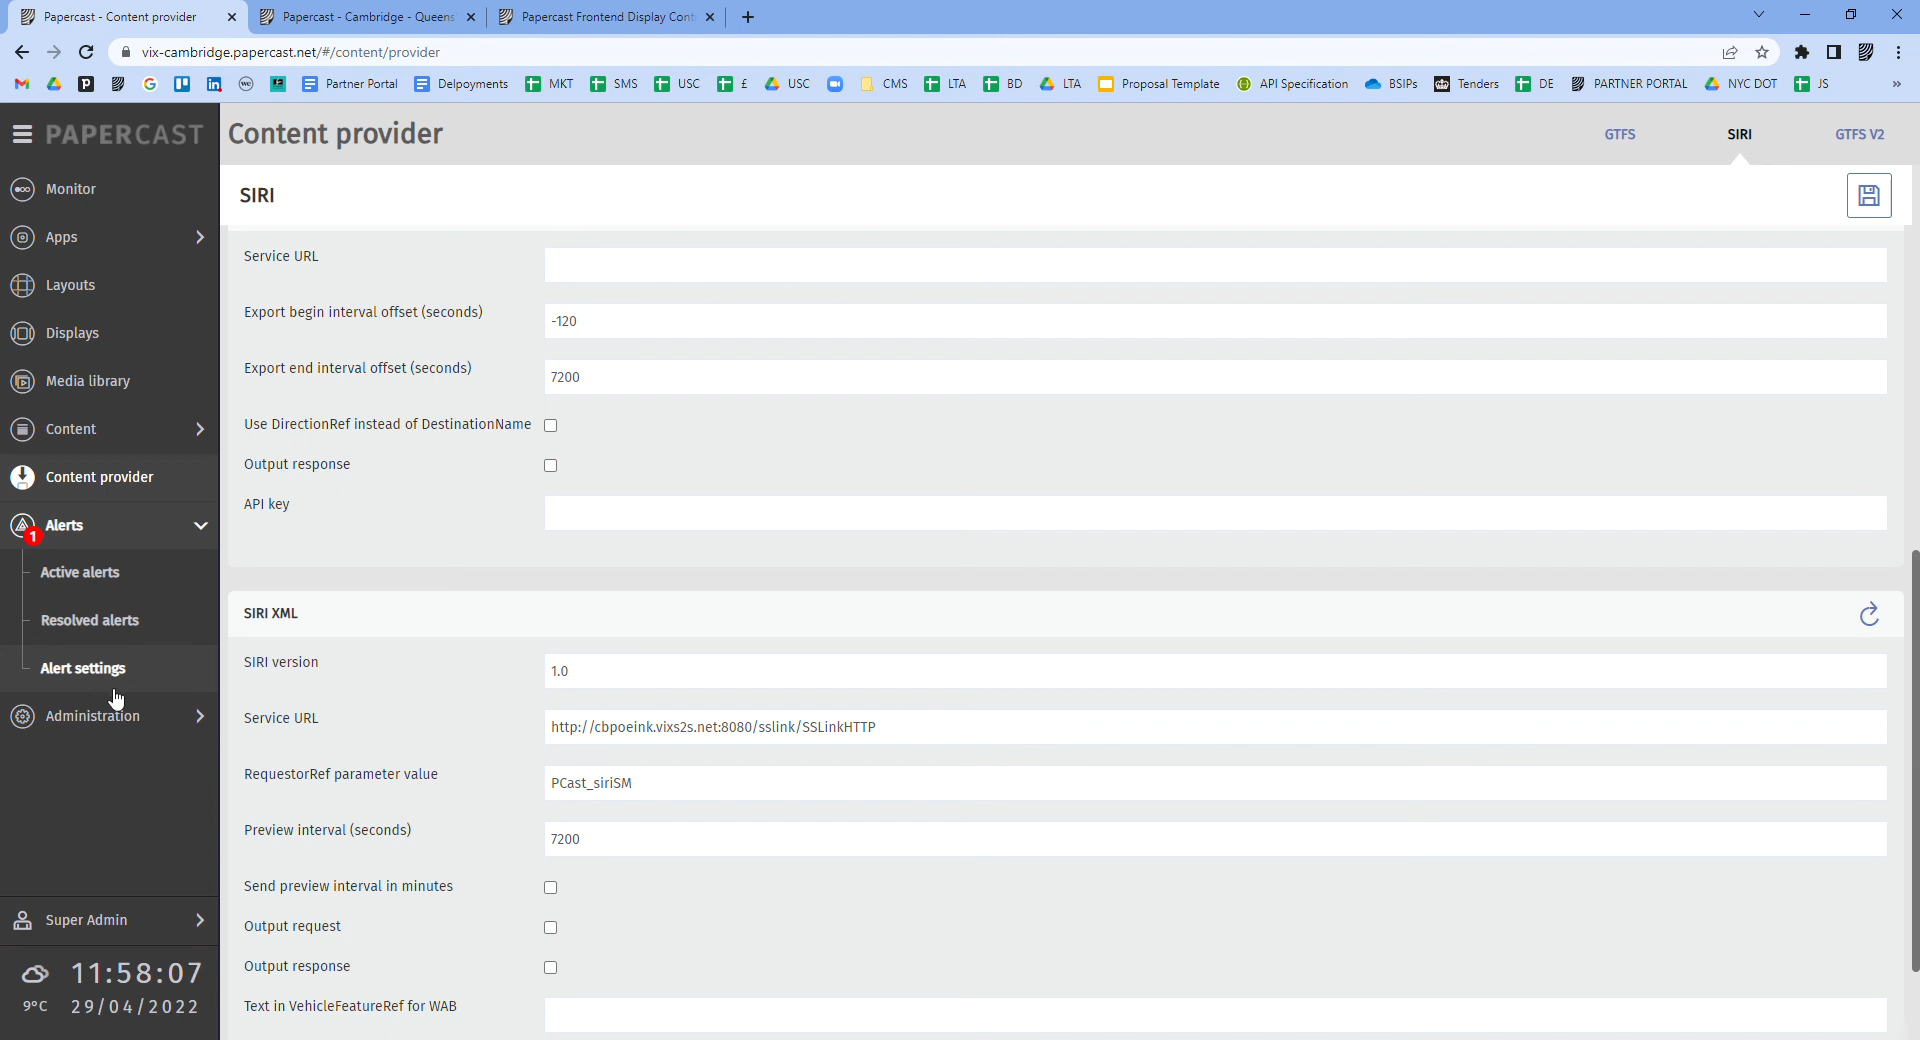 Papercast - Content provider
Papercast - Cambridge - Queens
Papercast Frontend Display Cont
vix-cambridge.papercast.net/#/content/provider
Partner Portal
Delpoyments
MKT
SMS
USC
£
USC
CMS
LTA
BD
LTA
Proposal Template
API Specification
BSIPs
Tenders
DE
PARTNER PORTAL
NYC DOT
JS
PAPERCAST
Content provider
GTFS
SIRI
GTFS V2
Monitor
Apps
Layouts
Displays
Media library
Content
Content provider
1
Alerts
Active alerts
Resolved alerts
Alert settings
Administration
Super Admin
11:58:07
9°C
29/04/2022
SIRI
Service URL
Export begin interval offset (seconds)
-120
Export end interval offset (seconds)
7200
Use DirectionRef instead of DestinationName
Output response
API key
SIRI XML
SIRI version
1.0
Service URL
http://cbpoeink.vixs2s.net:8080/sslink/SSLinkHTTP
RequestorRef parameter value
PCast_siriSM
Preview interval (seconds)
7200
Send preview interval in minutes
Output request
Output response
Text in VehicleFeatureRef for WAB